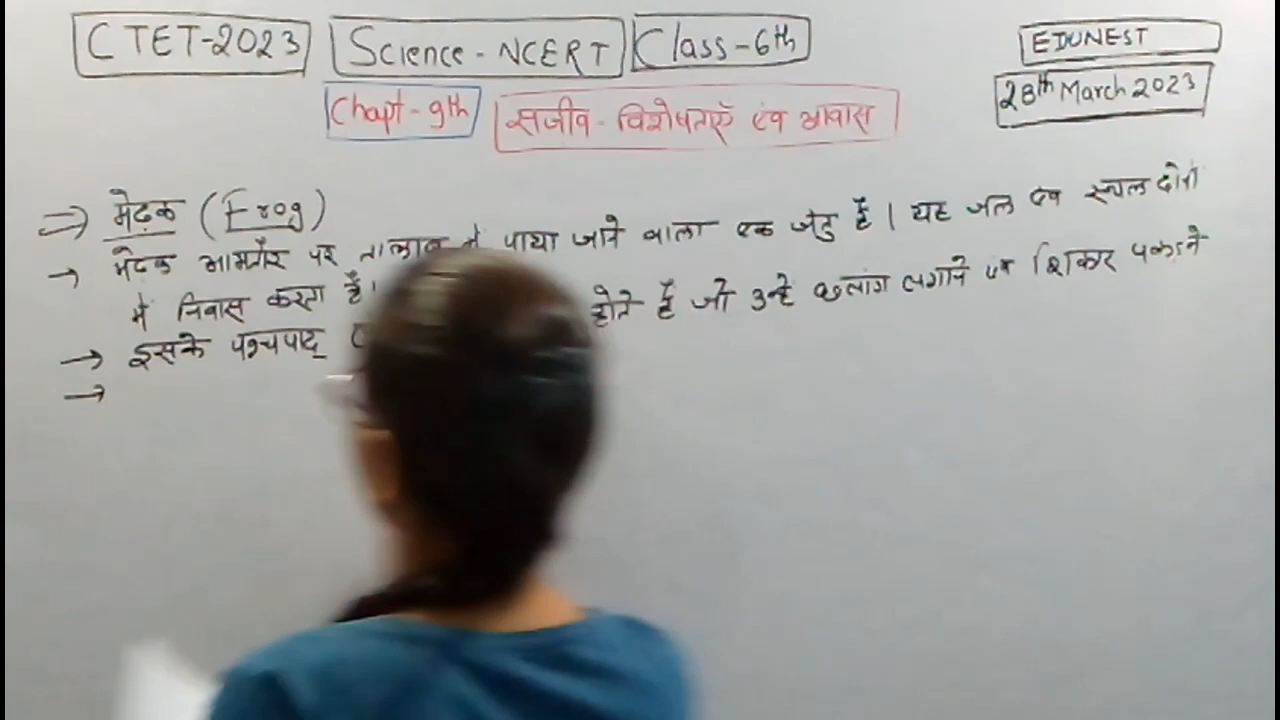 CTET-2023 Science - NCERT Class - 6th EDUNEST
Chapt - 9th सजीव - विशेषताएँ एवं आवास 28th March 2023
⇒ मेंढ़क (Frog)
→ मेंढक आमतौर पर तालाब में पाया जाने वाला एक जंतु है। यह जल एवं स्थल दोनों
में निवास करता है।
→ इसके पश्चपाद् होते हैं जो उन्हे छलांग लगाने एवं शिकार पकड़ने
→